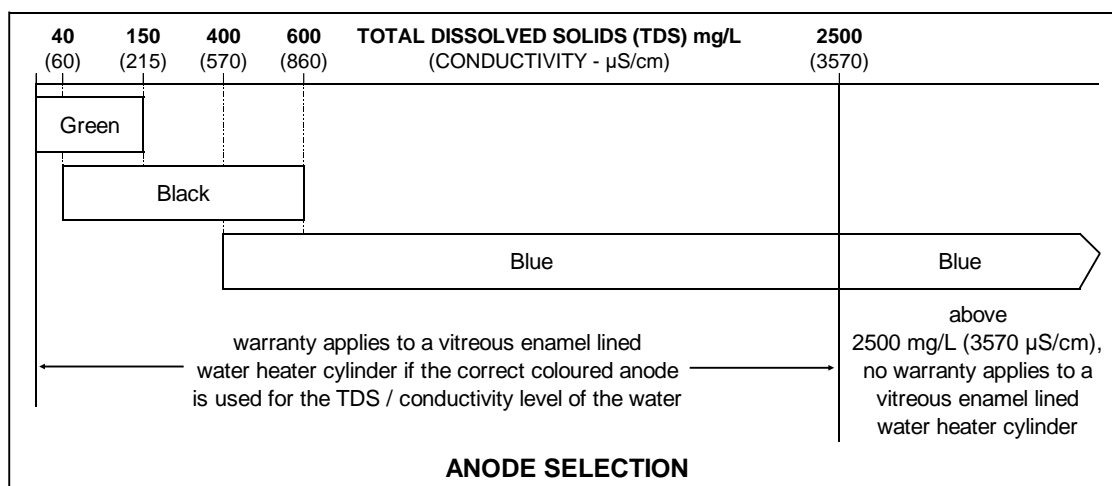 40 150 400 600 TOTAL DISSOLVED SOLIDS (TDS) mg/L 2500
(60) (215) (570) (860) (CONDUCTIVITY - µS/cm) (3570)
Green
Black
Blue Blue
warranty applies to a vitreous enamel lined
water heater cylinder if the correct coloured anode
is used for the TDS / conductivity level of the water
above
2500 mg/L (3570 µS/cm),
no warranty applies to a
vitreous enamel lined
water heater cylinder
ANODE SELECTION